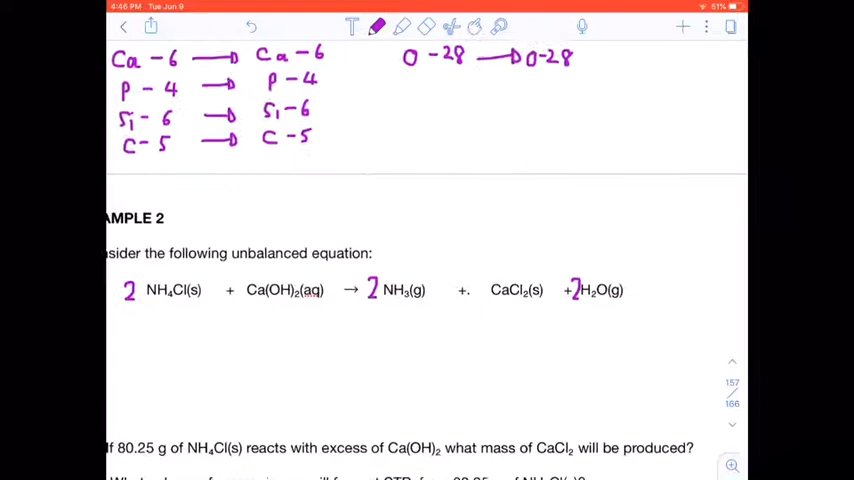 4:46 PM Tue Jun 9
51%
Ca - 6 → Ca - 6 O - 28 → O - 28
P - 4 → P - 4
Si - 6 → Si - 6
C - 5 → C - 5
AMPLE 2
nsider the following unbalanced equation:
2 NH₄Cl(s) + Ca(OH)₂(aq) → 2 NH₃(g) +. CaCl₂(s) + 2 H₂O(g)
157
166
If 80.25 g of NH₄Cl(s) reacts with excess of Ca(OH)₂ what mass of CaCl₂ will be produced?